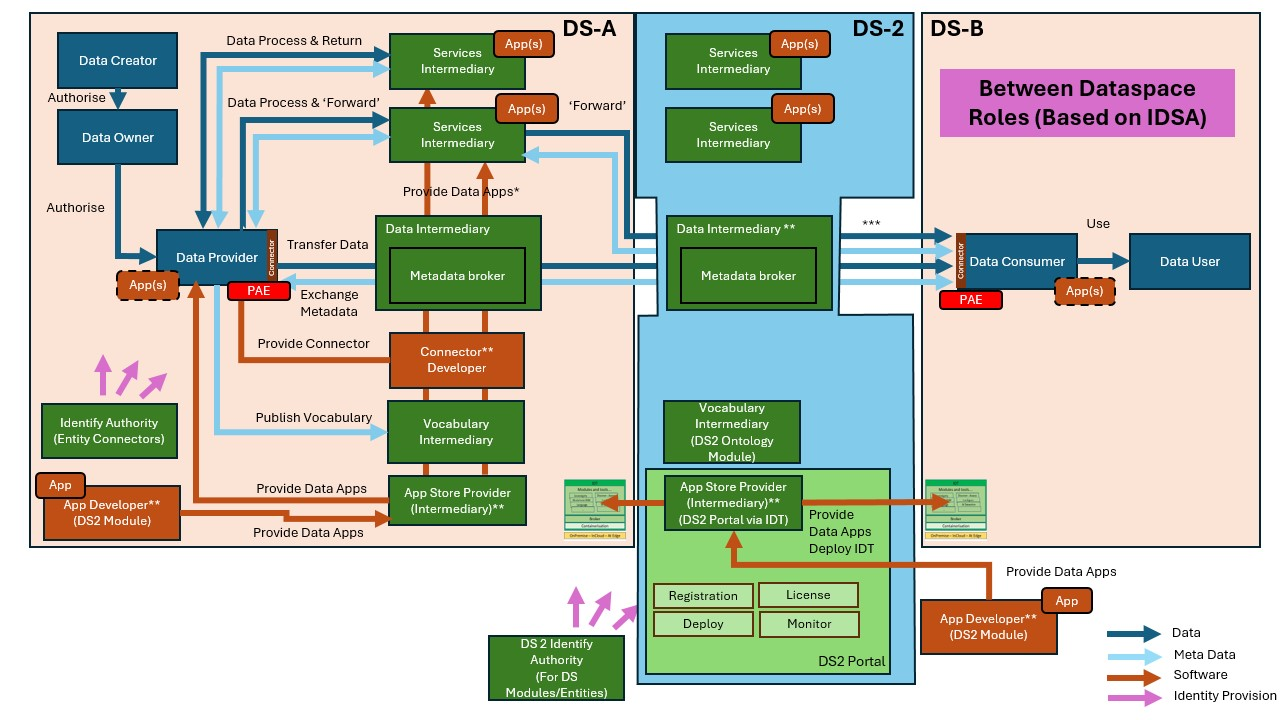 DS-A
DS-2
DS-B
Between Dataspace
Roles (Based on IDSA)
Data Creator
Authorise
Data Owner
Authorise
Data Process & Return
Data Process & ‘Forward’
Services
Intermediary
App(s)
Services
Intermediary
App(s)
‘Forward’
Provide Data Apps*
Data Provider
Connector
App(s)
PAE
Transfer Data
Exchange
Metadata
Data Intermediary
Metadata broker
Provide Connector
Connector**
Developer
Publish Vocabulary
Vocabulary
Intermediary
Identify Authority
(Entity Connectors)
App
App Developer**
(DS2 Module)
Provide Data Apps
Provide Data Apps
App Store Provider
(Intermediary)**
Services
Intermediary
App(s)
Services
Intermediary
App(s)
Data Intermediary **
Metadata broker
***
Connector
Data Consumer
PAE
App(s)
Use
Data User
Vocabulary
Intermediary
(DS2 Ontology
Module)
App Store Provider
(Intermediary)**
(DS2 Portal via IDT)
Provide
Data Apps
Deploy IDT
Registration
License
Deploy
Monitor
DS2 Portal
Provide Data Apps
App
App Developer**
(DS2 Module)
DS 2 Identify
Authority
(For DS
Modules/Entities)
Data
Meta Data
Software
Identity Provision